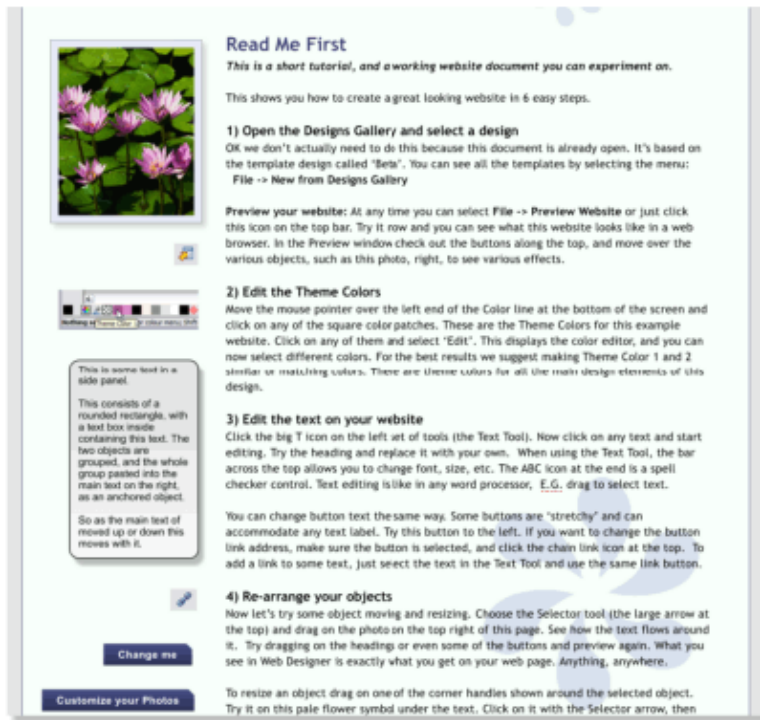 Read Me First
This is a short tutorial, and a working website document you can experiment on.
This shows you how to create a great looking website in 6 easy steps.
1) Open the Designs Gallery and select a design
OK we don't actually need to do this because this document is already open. It's based on
the template design called "Beta". You can see all the templates by selecting the menu:
File -> New from Designs Gallery
Preview your website: At any time you can select File -> Preview Website or just click
this icon on the top bar. Try it row and you can see what this website looks like in a web
browser. In the Preview window check out the buttons along the top, and move over the
various objects, such as this photo, right, to see various effects.
2) Edit the Theme Colors
Move the mouse pointer over the left end of the Color line at the bottom of the screen and
click on any of the square color patches. These are the Theme Colors for this example
website. Click on any of them and select "Edit". This displays the color editor, and you can
now select different colors. For the best results we suggest making Theme Color 1 and 2
similar or matching colors. There are theme colors for all the main design elements of this
design.
Theme Color
This is some text in a
side panel.
This consists of a
rounded rectangle, with
a text box inside
containing this text. The
two objects are
grouped, and the whole
group pasted into the
main text on the right,
as an anchored object.
So as the main text of
moved up or down this
moves with it.
3) Edit the text on your website
Click the big T icon on the left set of tools (the Text Tool). Now click on any text and start
editing. Try the heading and replace it with your own. When using the Text Tool, the bar
across the top allows you to change font, size, etc. The ABC icon at the end is a spell
checker control. Text editing is like in any word processor, E.G. drag to select text.
You can change button text the same way. Some buttons are "stretchy" and can
accommodate any text label. Try this button to the left. If you want to change the button
link address, make sure the button is selected, and click the chain link icon at the top. To
add a link to some text, just seect the text in the Text Tool and use the same link button.
4) Re-arrange your objects
Now let's try some object moving and resizing. Choose the Selector tool (the large arrow at
the top) and drag on the photo on the top right of this page. See how the text flows around
it. Try dragging on the headings or even some of the buttons and preview again. What you
see in Web Designer is exactly what you get on your web page. Anything, anywhere.
Change me
Customize your Photos
To resize an object drag on one of the corner handles shown around the selected object.
Try it on this pale flower symbol under the text. Click on it with the Selector arrow, then